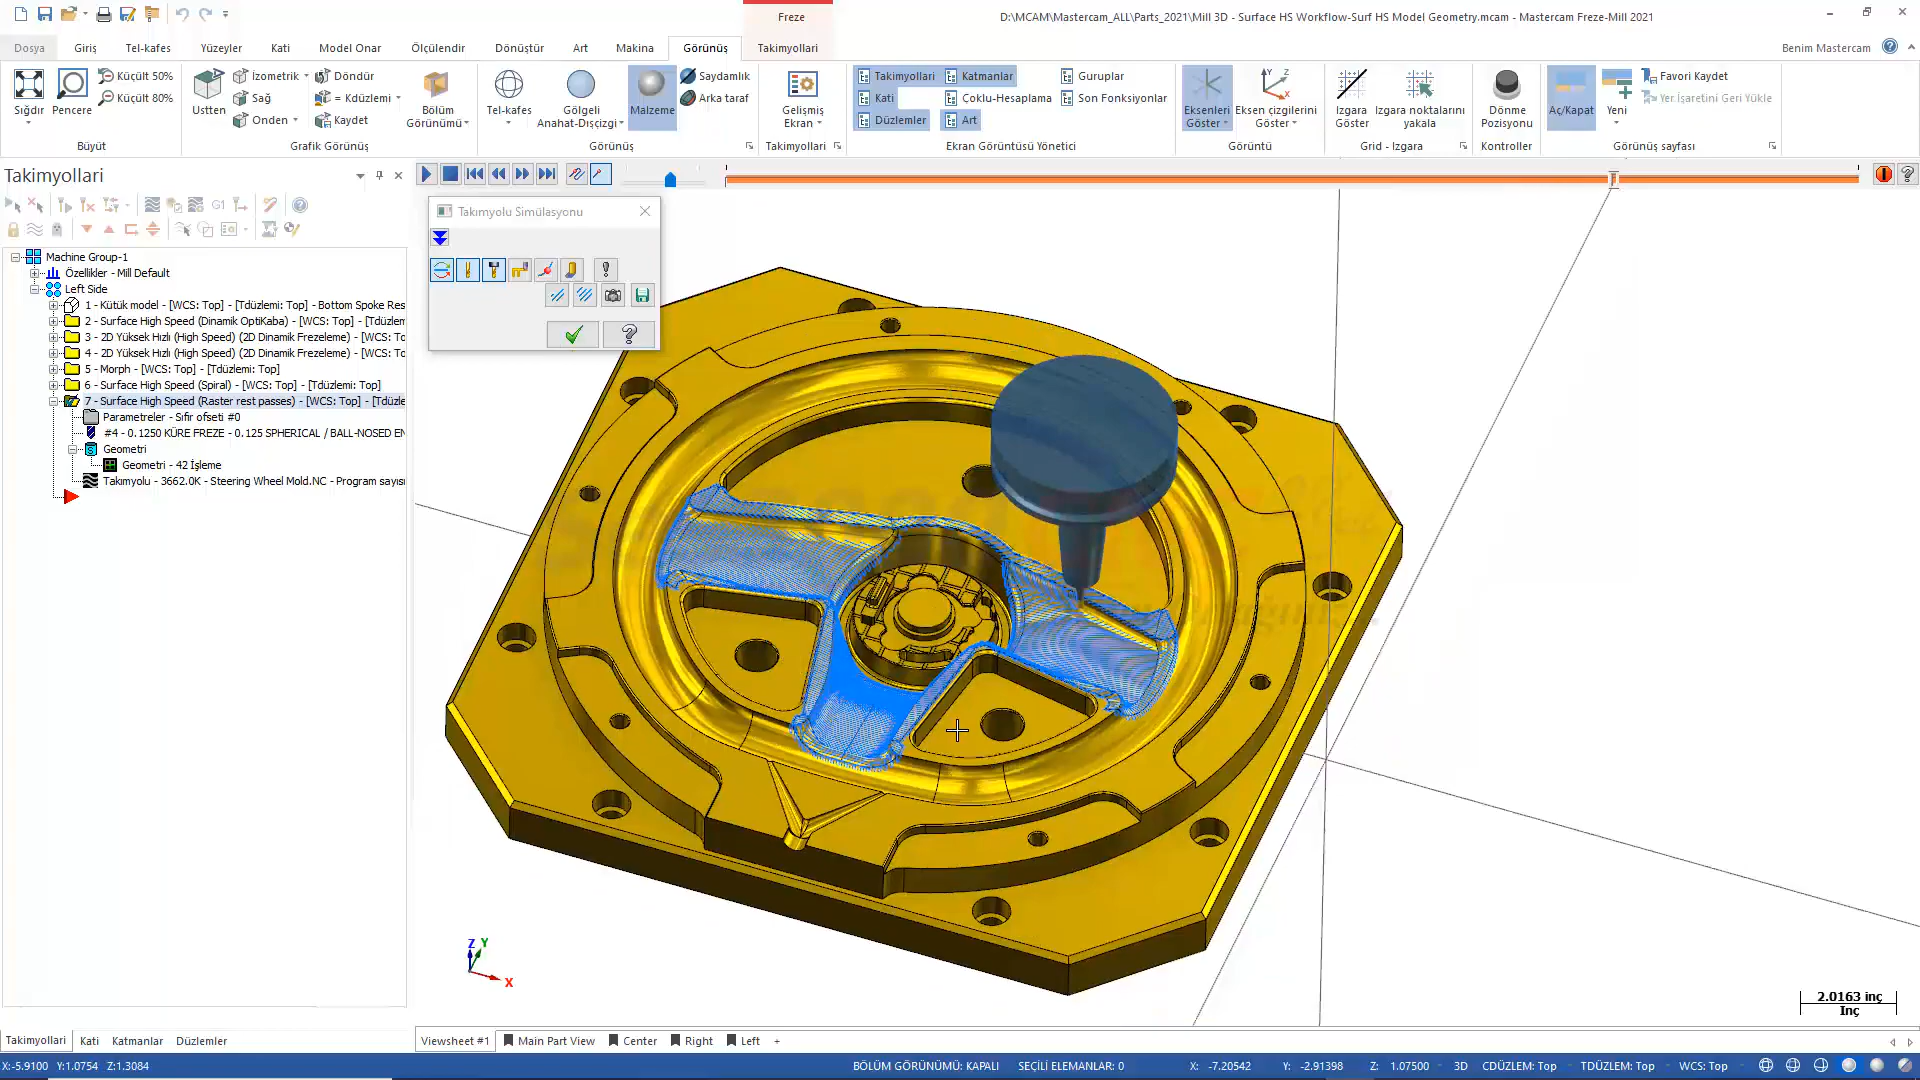 Freze
D:\MCAM\Mastercam_ALL\Parts_2021\Mill 3D - Surface HS Workflow-Surf HS Model Geometry.mcam - Mastercam Freze-Mill 2021
Dosya Giriş Tel-kafes Yüzeyler Kati Model Onar Ölçülendir Dönüştür Art Makina Görünüş Takimyollari Benim Mastercam
Sığdır
Pencere
Küçült 50%
Küçült 80%
Büyüt
Ustten
İzometrik
Sağ
Onden
Döndür
= Kdüzlemi
Kaydet
Grafik Görünüş
Bölüm
Görünümü
Tel-kafes
Gölgeli
Anahat-Dışçizgi
Malzeme
Saydamlık
Arka taraf
Görünüş
Gelişmiş
Ekran
Takimyollari
Takimyollari Katmanlar Guruplar
Kati Çoklu-Hesaplama Son Fonksiyonlar
Düzlemler Art
Ekran Görüntüsü Yönetici
Eksenleri
Göster
Eksen çizgilerini
Göster
Görüntü
Izgara
Göster
Izgara noktalarını
yakala
Grid - Izgara
Dönme
Pozisyonu
Kontroller
Aç/Kapat
Yeni
Favori Kaydet
Yer İşaretini Geri Yükle
Görünüş sayfası
Takimyollari
G1
Machine Group-1
Özellikler - Mill Default
Left Side
1 - Kütük model - [WCS: Top] - [Tdüzlemi: Top] - Bottom Spoke Res
2 - Surface High Speed (Dinamik OptiKaba) - [WCS: Top] - [Tdüzlem
3 - 2D Yüksek Hızlı (High Speed) (2D Dinamik Frezeleme) - [WCS: To
4 - 2D Yüksek Hızlı (High Speed) (2D Dinamik Frezeleme) - [WCS: To
5 - Morph - [WCS: Top] - [Tdüzlemi: Top]
6 - Surface High Speed (Spiral) - [WCS: Top] - [Tdüzlemi: Top]
7 - Surface High Speed (Raster rest passes) - [WCS: Top] - [Tdüzle
Parametreler - Sıfır ofseti #0
#4 - 0.1250 KÜRE FREZE - 0.125 SPHERICAL / BALL-NOSED EN
Geometri
Geometri - 42 İşleme
Takımyolu - 3662.0K - Steering Wheel Mold.NC - Program sayısı
Takımyolu Simülasyonu
Z Y
X
2.0163 inç
Inç
Takimyollari Kati Katmanlar Düzlemler
Viewsheet #1 Main Part View Center Right Left +
X:-5.9100 Y:1.0754 Z:1.3084
BÖLÜM GÖRÜNÜMÜ: KAPALI SEÇİLİ ELEMANLAR: 0 X: -7.20542 Y: -2.91398 Z: 1.07500 3D CDÜZLEM: Top TDÜZLEM: Top WCS: Top